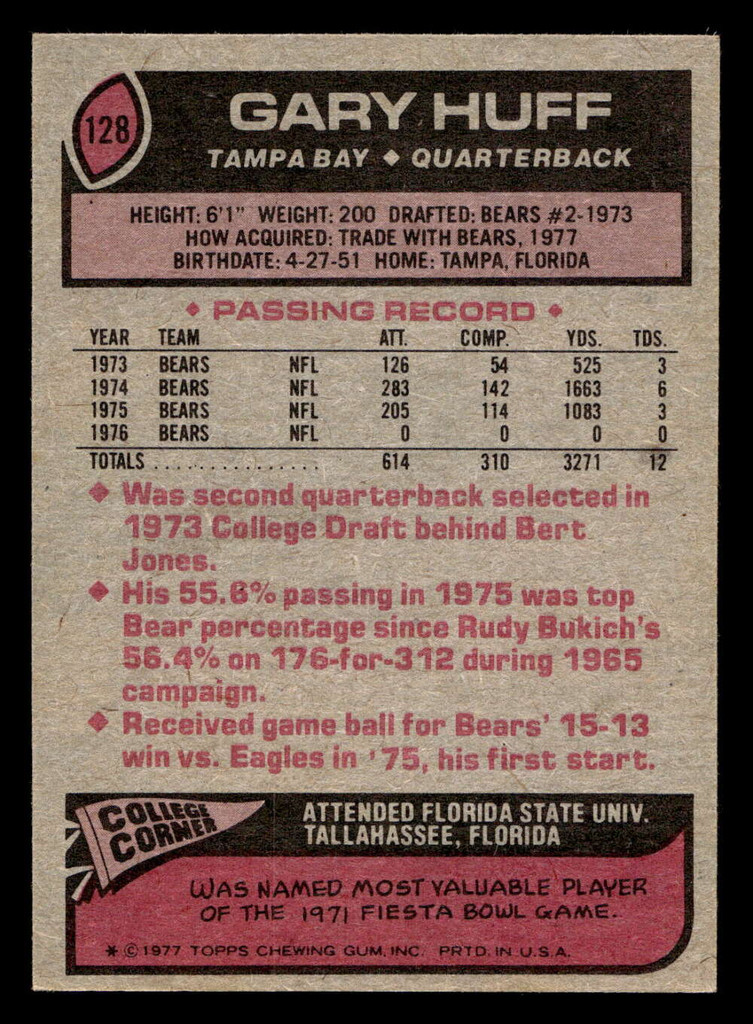 128
GARY HUFF
TAMPA BAY ◆ QUARTERBACK
HEIGHT: 6'1" WEIGHT: 200 DRAFTED: BEARS #2-1973
HOW ACQUIRED: TRADE WITH BEARS, 1977
BIRTHDATE: 4-27-51 HOME: TAMPA, FLORIDA
◆ PASSING RECORD ◆
YEAR TEAM ATT. COMP. YDS. TDS.
1973 BEARS NFL 126 54 525 3
1974 BEARS NFL 283 142 1663 6
1975 BEARS NFL 205 114 1083 3
1976 BEARS NFL 0 0 0 0
TOTALS ................ 614 310 3271 12
◆ Was second quarterback selected in
1973 College Draft behind Bert
Jones.
◆ His 55.6% passing in 1975 was top
Bear percentage since Rudy Bukich's
56.4% on 176-for-312 during 1965
campaign.
◆ Received game ball for Bears' 15-13
win vs. Eagles in '75, his first start.
COLLEGE
CORNER
ATTENDED FLORIDA STATE UNIV.
TALLAHASSEE, FLORIDA
WAS NAMED MOST VALUABLE PLAYER
OF THE 1971 FIESTA BOWL GAME.
* © 1977 TOPPS CHEWING GUM, INC. PRTD. IN U.S.A.